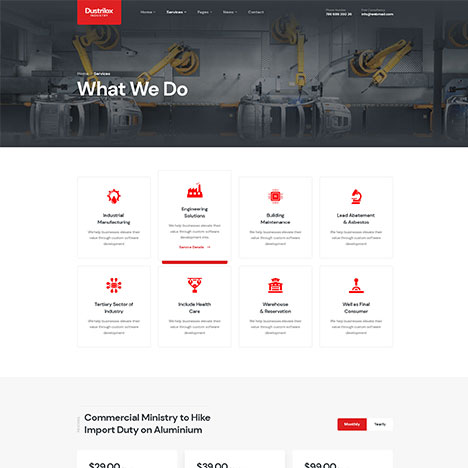 Dustrilox
INDUSTRY
Home
Services
Pages
News
Contact
Phone Number
786 699 390 36
Free Consultancy
Home
Services
What We Do
Industrial
Manufacturing
We help businesses elevate their
value through custom software
development
Engineering
Solutions
We help businesses elevate their
value through custom software
development into
Service Details
Building
Maintenance
We help businesses elevate their
value through custom software
development
Lead Abatement
& Asbestos
We help businesses elevate their
value through custom software
development
Tertiary Sector of
Industry
We help businesses elevate their
value through custom software
development
Include Health
Care
We help businesses elevate their
value through custom software
development
Warehouse
& Reservation
We help businesses elevate their
value through custom software
development
Well as Final
Consumer
We help businesses elevate their
value through custom software
development
Commercial Ministry to Hike
Import Duty on Aluminium
Monthly
Yearly
$29.00
$39.00
$99.00